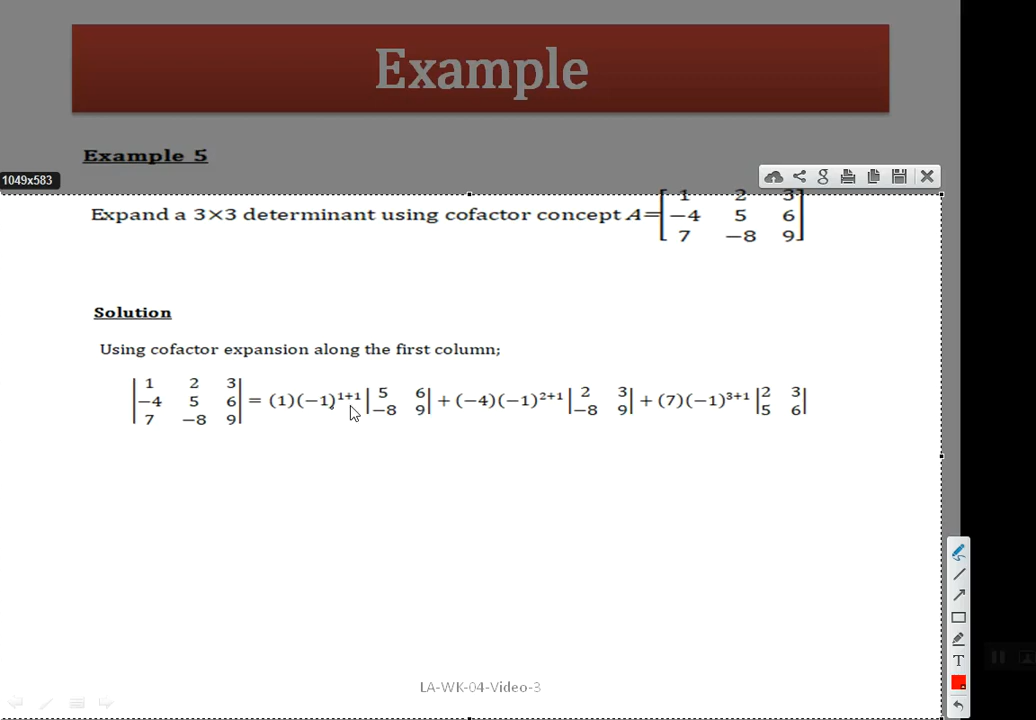 Example
Example 5
1049x583
Expand a 3×3 determinant using cofactor concept A=[1 2 3
−4 5 6
7 −8 9]
Solution
Using cofactor expansion along the first column;
|1 2 3
−4 5 6
7 −8 9| = (1)(−1)¹⁺¹ |5 6
−8 9| + (−4)(−1)²⁺¹ |2 3
−8 9| + (7)(−1)³⁺¹ |2 3
5 6|
LA-WK-04-Video-3